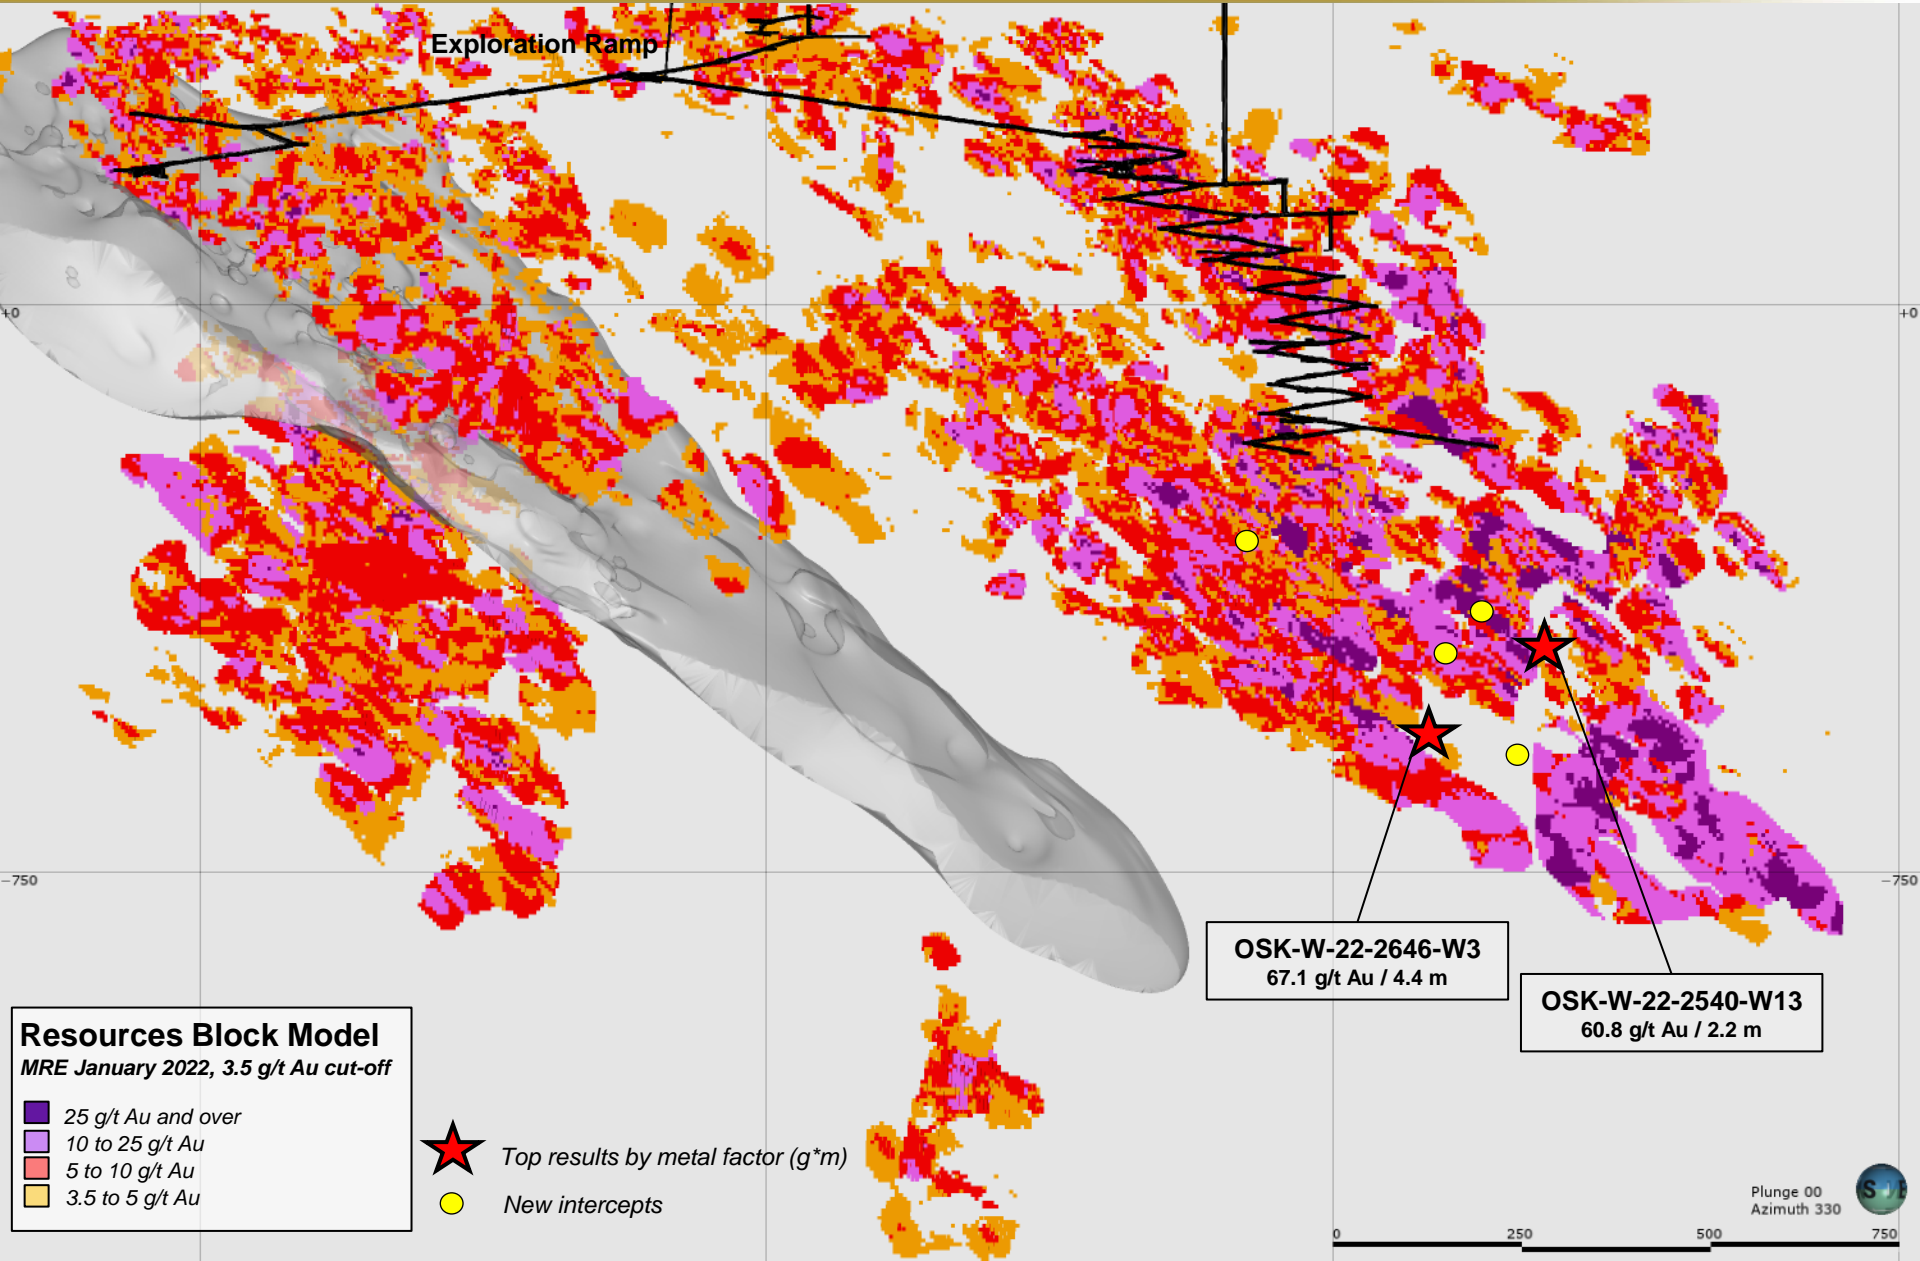 Exploration Ramp
+0
+0
-750
-750
OSK-W-22-2646-W3
67.1 g/t Au / 4.4 m
OSK-W-22-2540-W13
60.8 g/t Au / 2.2 m
Resources Block Model
MRE January 2022, 3.5 g/t Au cut-off
25 g/t Au and over
10 to 25 g/t Au
5 to 10 g/t Au
3.5 to 5 g/t Au
Top results by metal factor (g*m)
New intercepts
Plunge 00
Azimuth 330
0 250 500 750